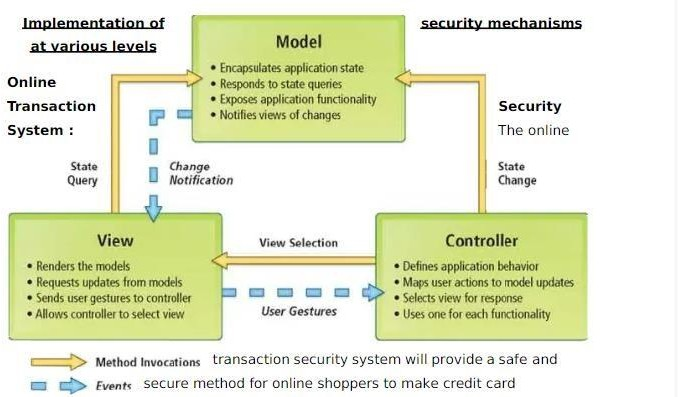 Implementation of security mechanisms
at various levels
Online
Transaction Security
System : The online
Model
• Encapsulates application state
• Responds to state queries
• Exposes application functionality
• Notifies views of changes
State
Query
Change
Notification
State
Change
View
• Renders the models
• Requests updates from models
• Sends user gestures to controller
• Allows controller to select view
View Selection
User Gestures
Controller
• Defines application behavior
• Maps user actions to model updates
• Selects view for response
• Uses one for each functionality
Method Invocations transaction security system will provide a safe and
Events secure method for online shoppers to make credit card